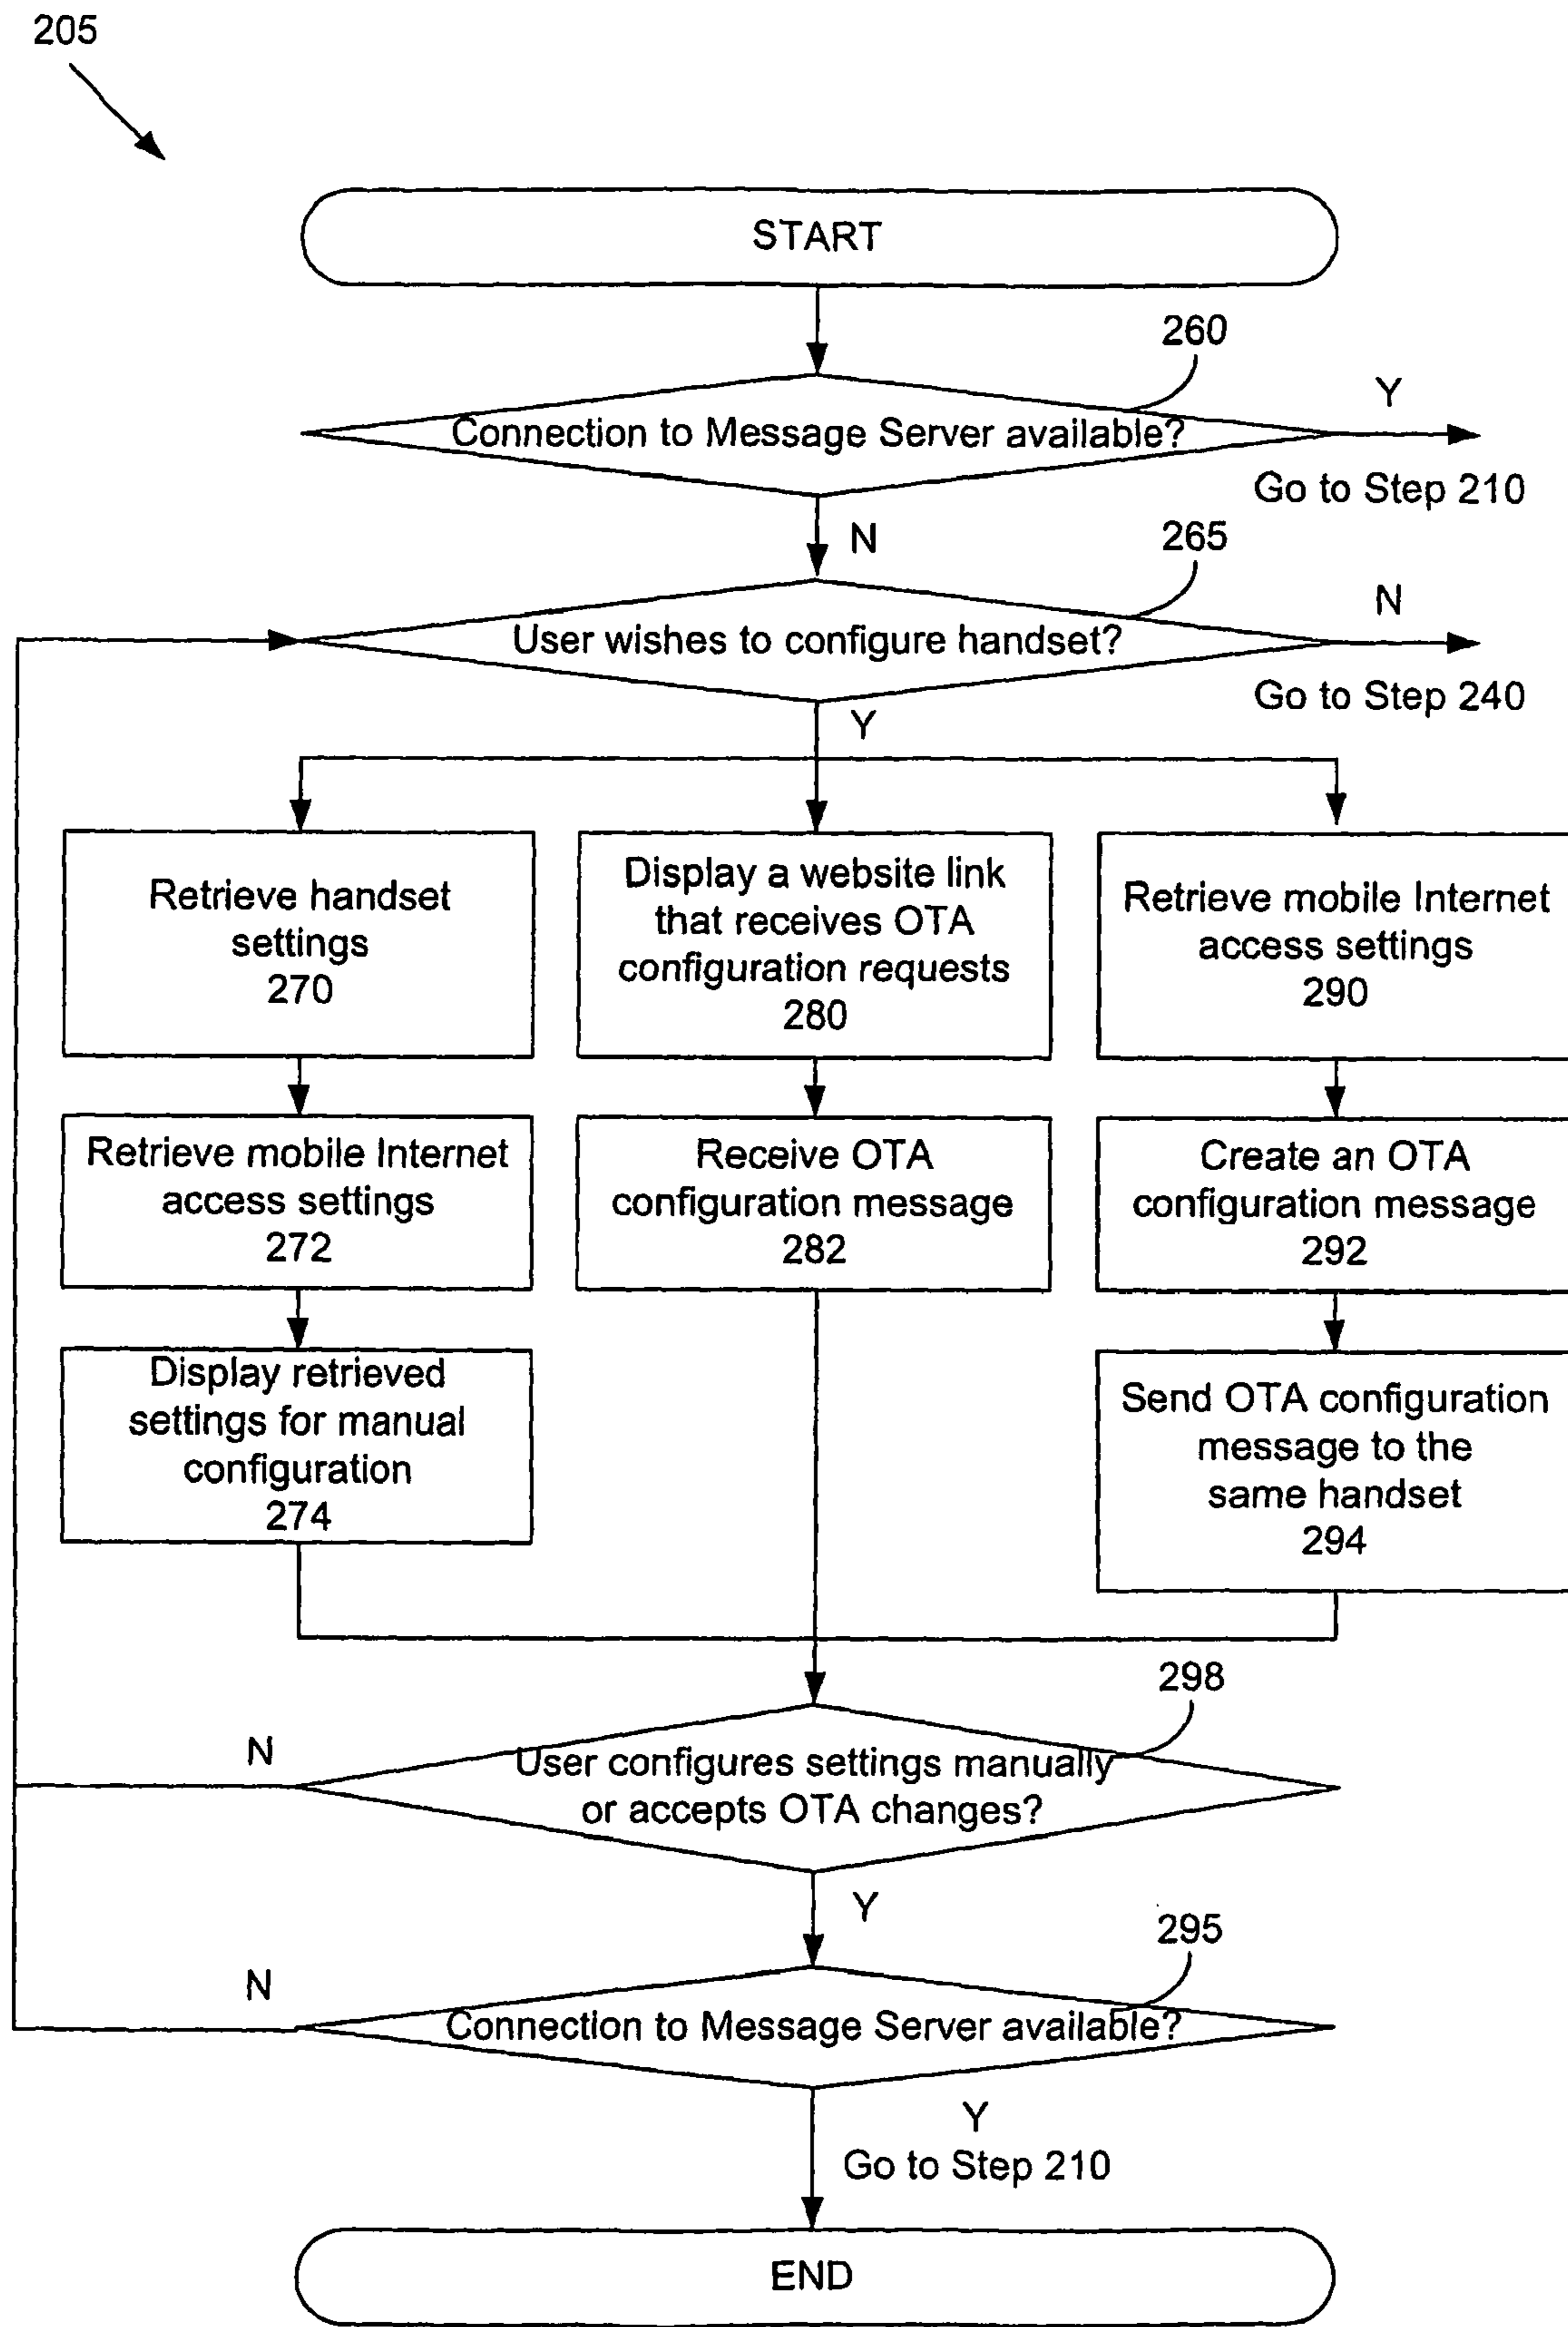 205
START
260
Connection to Message Server available?
Y
Go to Step 210
N
265
User wishes to configure handset?
N
Go to Step 240
Y
Retrieve handset
settings
270
Display a website link
that receives OTA
configuration requests
280
Retrieve mobile Internet
access settings
290
Retrieve mobile Internet
access settings
272
Receive OTA
configuration message
282
Create an OTA
configuration message
292
Display retrieved
settings for manual
configuration
274
Send OTA configuration
message to the
same handset
294
298
N
User configures settings manually
or accepts OTA changes?
Y
295
N
Connection to Message Server available?
Y
Go to Step 210
END